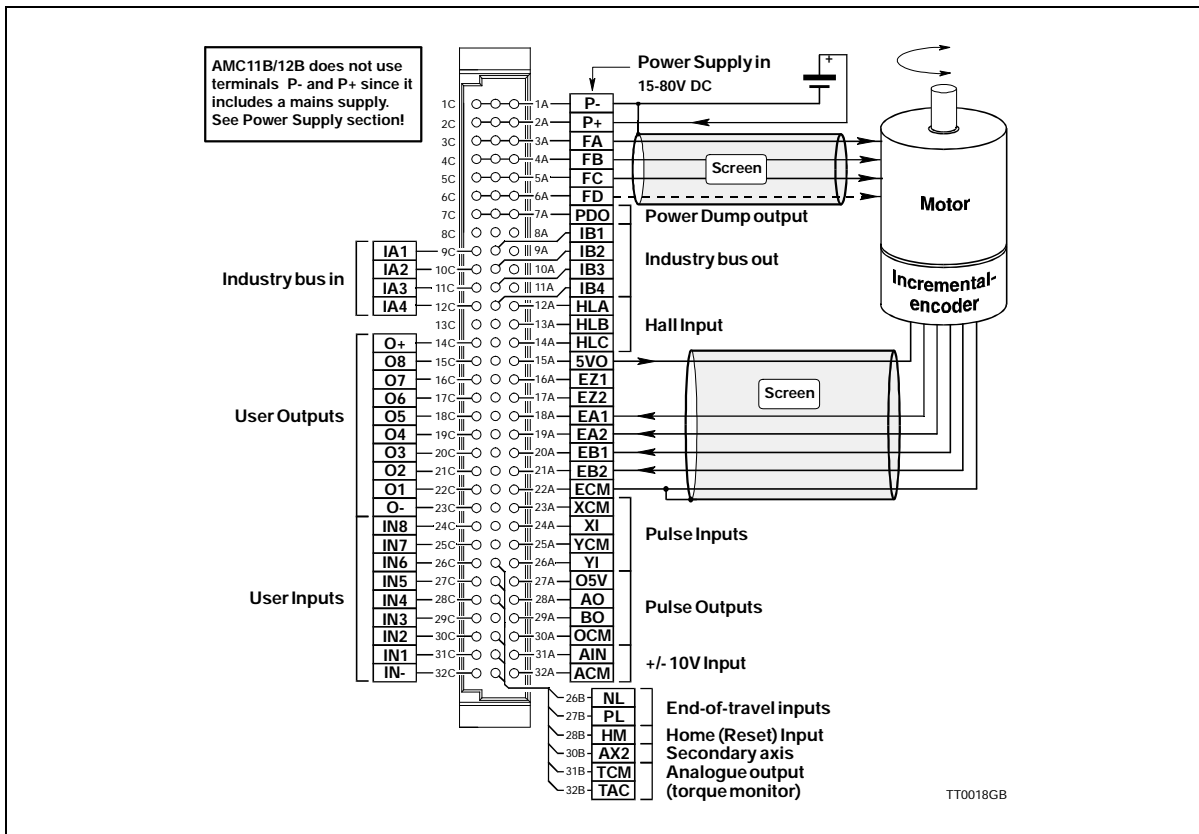 AMC11B/12B does not use
terminals P- and P+ since it
includes a mains supply.
See Power Supply section!
Power Supply in
15-80V DC
+
1C 1A P-
2C 2A P+
3C 3A FA
4C 4A FB
5C 5A FC
6C 6A FD
7C 7A PDO
Screen
Motor
Power Dump output
8C 8A IB1
IA1 9C 9A IB2
IA2 10C 10A IB3
IA3 11C 11A IB4
IA4 12C 12A HLA
13C 13A HLB
O+ 14C 14A HLC
Industry bus in
Industry bus out
Hall Input
Incremental-
encoder
O8 15C 15A 5VO
O7 16C 16A EZ1
O6 17C 17A EZ2
O5 18C 18A EA1
O4 19C 19A EA2
O3 20C 20A EB1
O2 21C 21A EB2
O1 22C 22A ECM
O- 23C 23A XCM
User Outputs
Screen
IN8 24C 24A XI
IN7 25C 25A YCM
IN6 26C 26A YI
IN5 27C 27A O5V
IN4 28C 28A AO
IN3 29C 29A BO
IN2 30C 30A OCM
IN1 31C 31A AIN
IN- 32C 32A ACM
User Inputs
Pulse Inputs
Pulse Outputs
+/- 10V Input
26B NL
27B PL
End-of-travel inputs
28B HM Home (Reset) Input
30B AX2 Secondary axis
31B TCM Analogue output
32B TAC (torque monitor)
TT0018GB